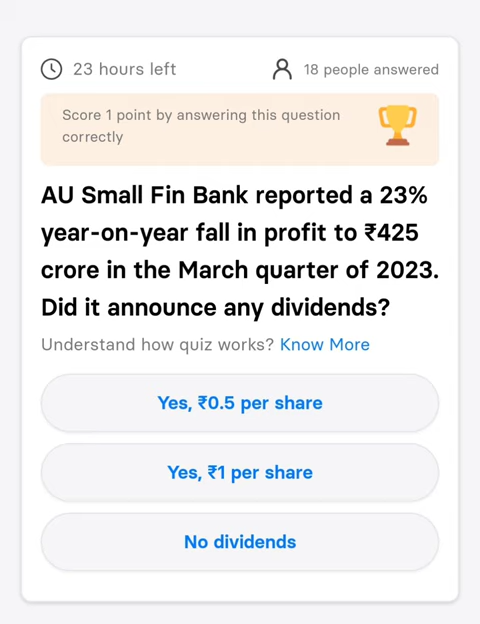 23 hours left
18 people answered
Score 1 point by answering this question
correctly
AU Small Fin Bank reported a 23%
year-on-year fall in profit to ₹425
crore in the March quarter of 2023.
Did it announce any dividends?
Understand how quiz works? Know More
Yes, ₹0.5 per share
Yes, ₹1 per share
No dividends